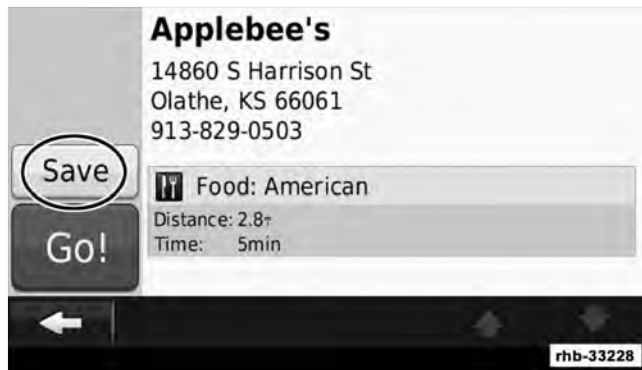 Applebee's
14860 S Harrison St
Olathe, KS 66061
913-829-0503
Save
Food: American
Distance: 2.8
Time: 5min
Go!
rhb-33228